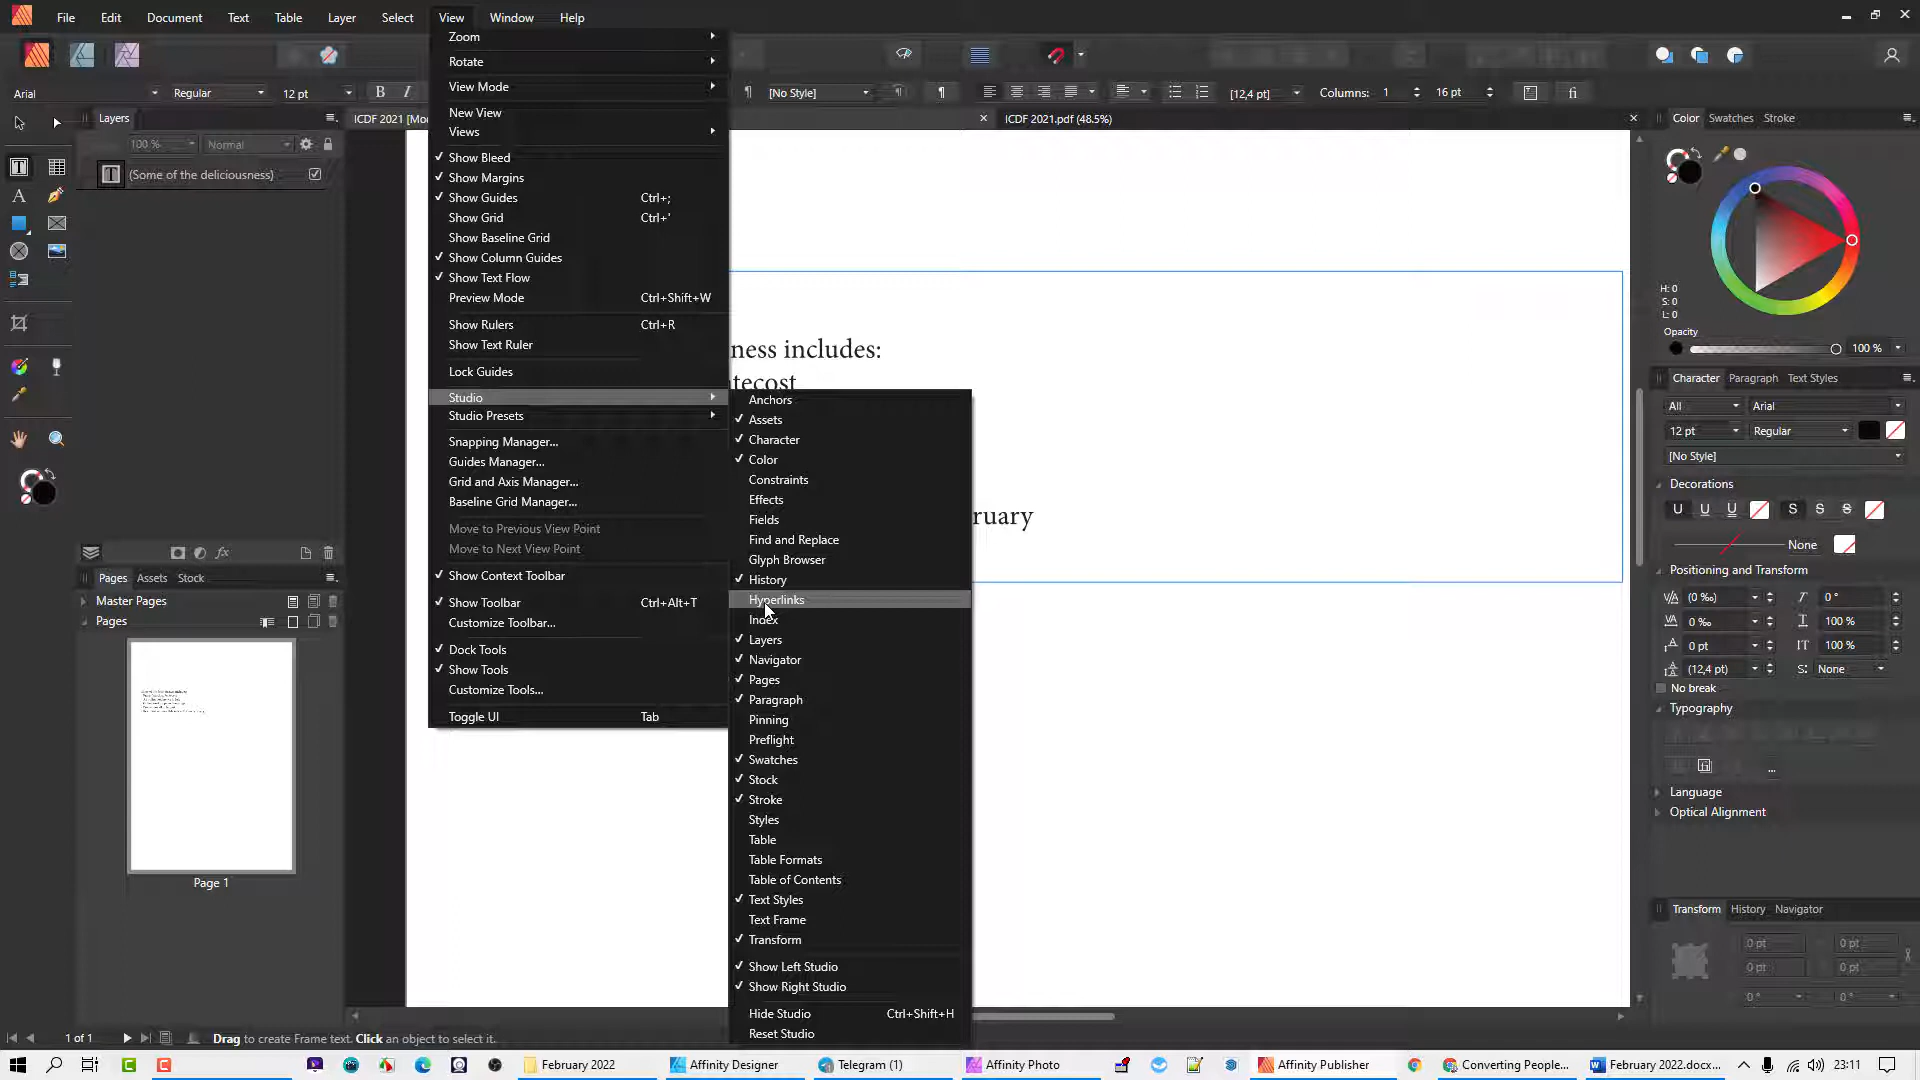 File Edit Document Text Table Layer Select View Window Help
Arial Regular 12 pt B I [No Style] [12,4 pt] Columns: 1 16 pt
Layers
100 % Normal
(Some of the deliciousness)
ICDF 2021 [Mod
ICDF 2021.pdf (48.5%)
Zoom
Rotate
View Mode
New View
Views
Show Bleed
Show Margins
Show Guides Ctrl+;
Show Grid Ctrl+'
Show Baseline Grid
Show Column Guides
Show Text Flow
Preview Mode Ctrl+Shift+W
Show Rulers Ctrl+R
Show Text Ruler
Lock Guides
Studio
Studio Presets
Snapping Manager...
Guides Manager...
Grid and Axis Manager...
Baseline Grid Manager...
Move to Previous View Point
Move to Next View Point
Show Context Toolbar
Show Toolbar Ctrl+Alt+T
Customize Toolbar...
Dock Tools
Show Tools
Customize Tools...
Toggle UI Tab
Anchors
Assets
Character
Color
Constraints
Effects
Fields
Find and Replace
Glyph Browser
History
Hyperlinks
Index
Layers
Navigator
Pages
Paragraph
Pinning
Preflight
Swatches
Stock
Stroke
Styles
Table
Table Formats
Table of Contents
Text Styles
Text Frame
Transform
Show Left Studio
Show Right Studio
Hide Studio Ctrl+Shift+H
Reset Studio
ness includes:
tecost
ruary
Pages Assets Stock
Master Pages
Pages
Page 1
Color Swatches Stroke
H: 0
S: 0
L: 0
Opacity
100 %
Character Paragraph Text Styles
All Arial
12 pt Regular
[No Style]
Decorations
U U U S S S
None
Positioning and Transform
(0 ‰) 0 °
0 ‰ 100 %
0 pt 100 %
(12,4 pt) None
No break
Typography
...
Language
Optical Alignment
Transform History Navigator
0 pt 0 pt
0 pt 0 pt
0 ° 0 °
1 of 1 Drag to create Frame text. Click an object to select it.
February 2022 Affinity Designer Telegram (1) Affinity Photo Affinity Publisher Converting People... February 2022.docx... 23:11